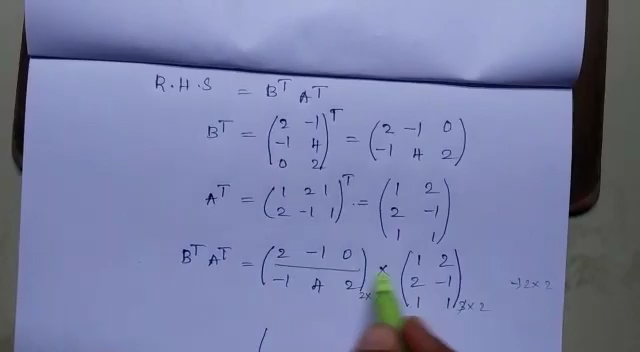 R.H.S = B^T A^T
B^T = (2 -1; -1 4; 0 2)^T = (2 -1 0; -1 4 2)
A^T = (1 2 1; 2 -1 1)^T = (1 2; 2 -1; 1 1)
B^T A^T = (2 -1 0; -1 4 2)2× × (1 2; 2 -1; 1 1)3×2 →2×2